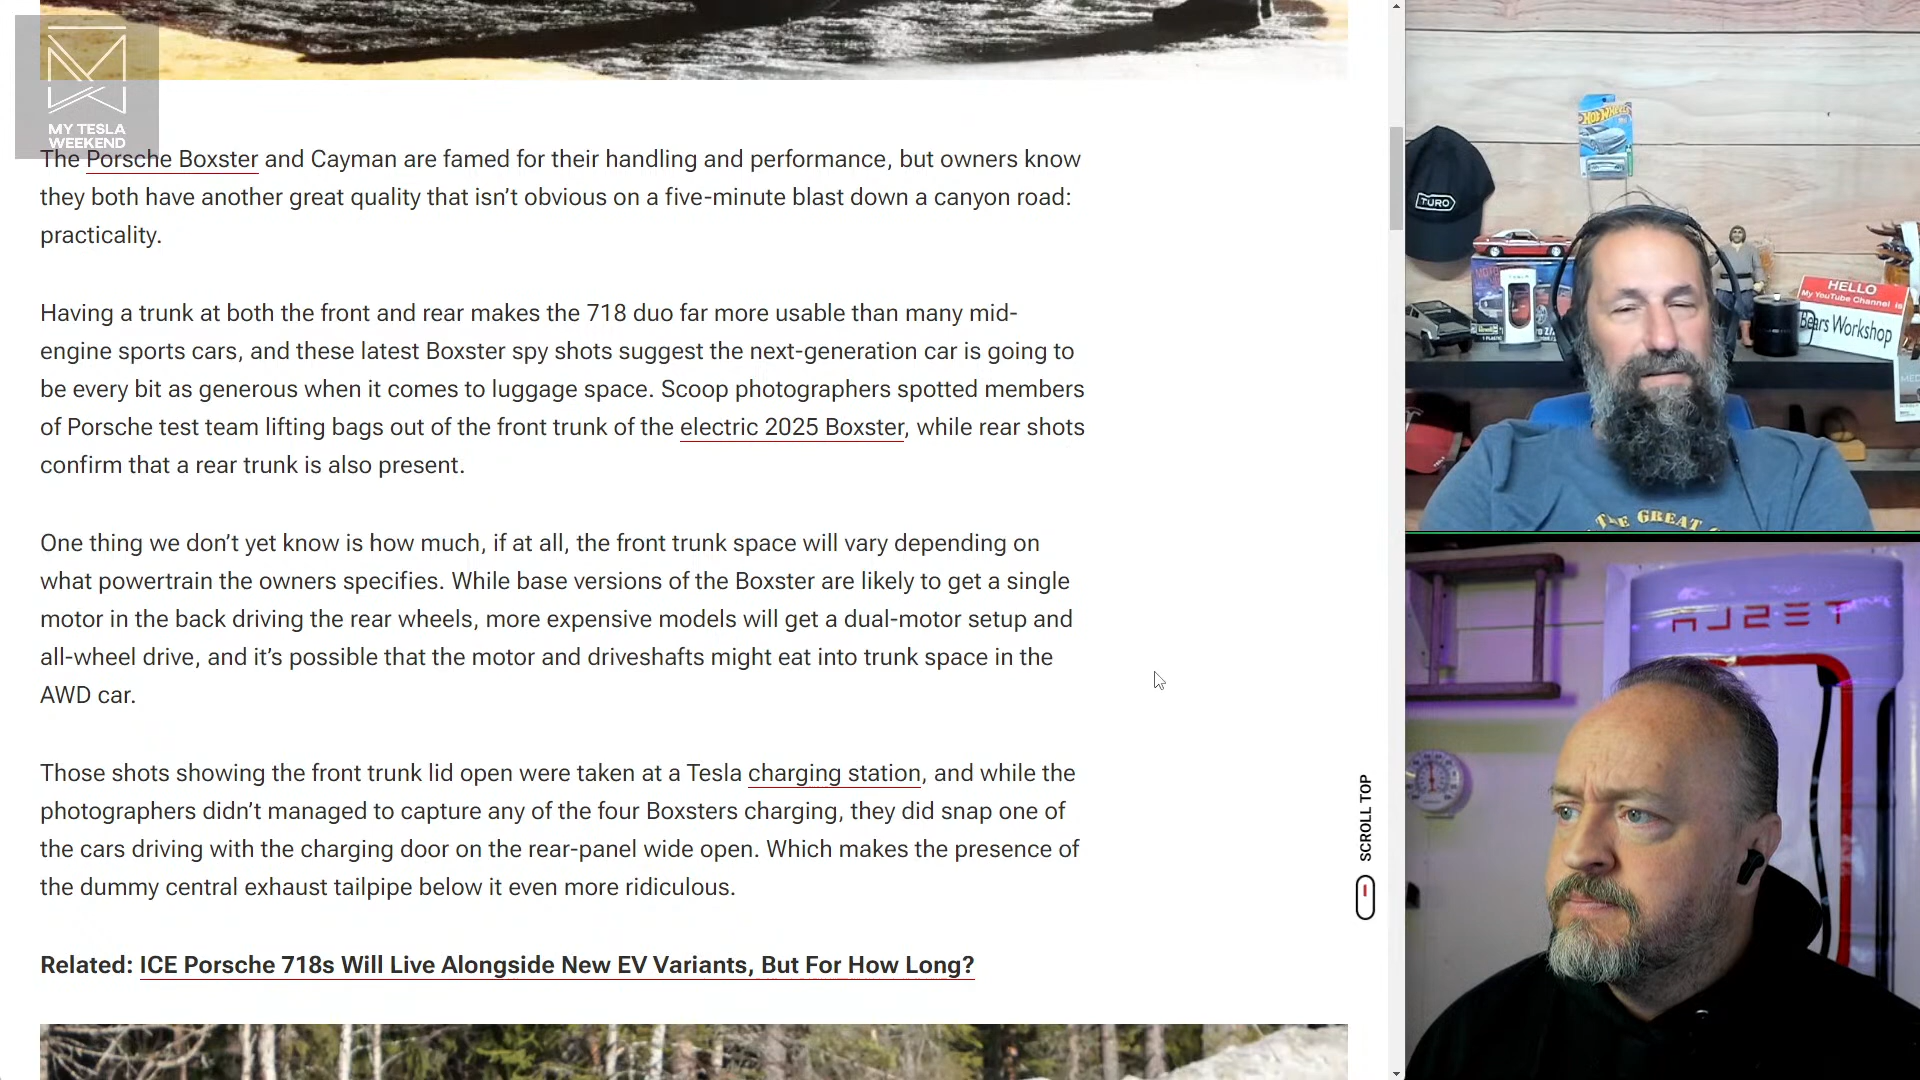 MY TESLA
WEEKEND
The Porsche Boxster and Cayman are famed for their handling and performance, but owners know
they both have another great quality that isn’t obvious on a five-minute blast down a canyon road:
practicality.
Having a trunk at both the front and rear makes the 718 duo far more usable than many mid-
engine sports cars, and these latest Boxster spy shots suggest the next-generation car is going to
be every bit as generous when it comes to luggage space. Scoop photographers spotted members
of Porsche test team lifting bags out of the front trunk of the electric 2025 Boxster, while rear shots
confirm that a rear trunk is also present.
One thing we don’t yet know is how much, if at all, the front trunk space will vary depending on
what powertrain the owners specifies. While base versions of the Boxster are likely to get a single
motor in the back driving the rear wheels, more expensive models will get a dual-motor setup and
all-wheel drive, and it’s possible that the motor and driveshafts might eat into trunk space in the
AWD car.
Those shots showing the front trunk lid open were taken at a Tesla charging station, and while the
photographers didn’t managed to capture any of the four Boxsters charging, they did snap one of
the cars driving with the charging door on the rear-panel wide open. Which makes the presence of
the dummy central exhaust tailpipe below it even more ridiculous.
Related: ICE Porsche 718s Will Live Alongside New EV Variants, But For How Long?
SCROLL TOP
HOT WHEELS
TURO
HELLO
My YouTube Channel is
Bears Workshop
THE GREAT
TESLA